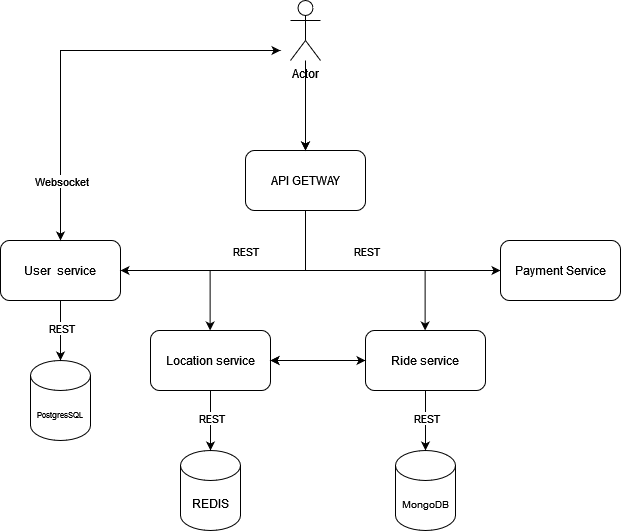 Actor
API GETWAY
Websocket
REST
REST
User service
Payment Service
REST
Location service
Ride service
PostgresSQL
REST
REST
REDIS
MongoDB